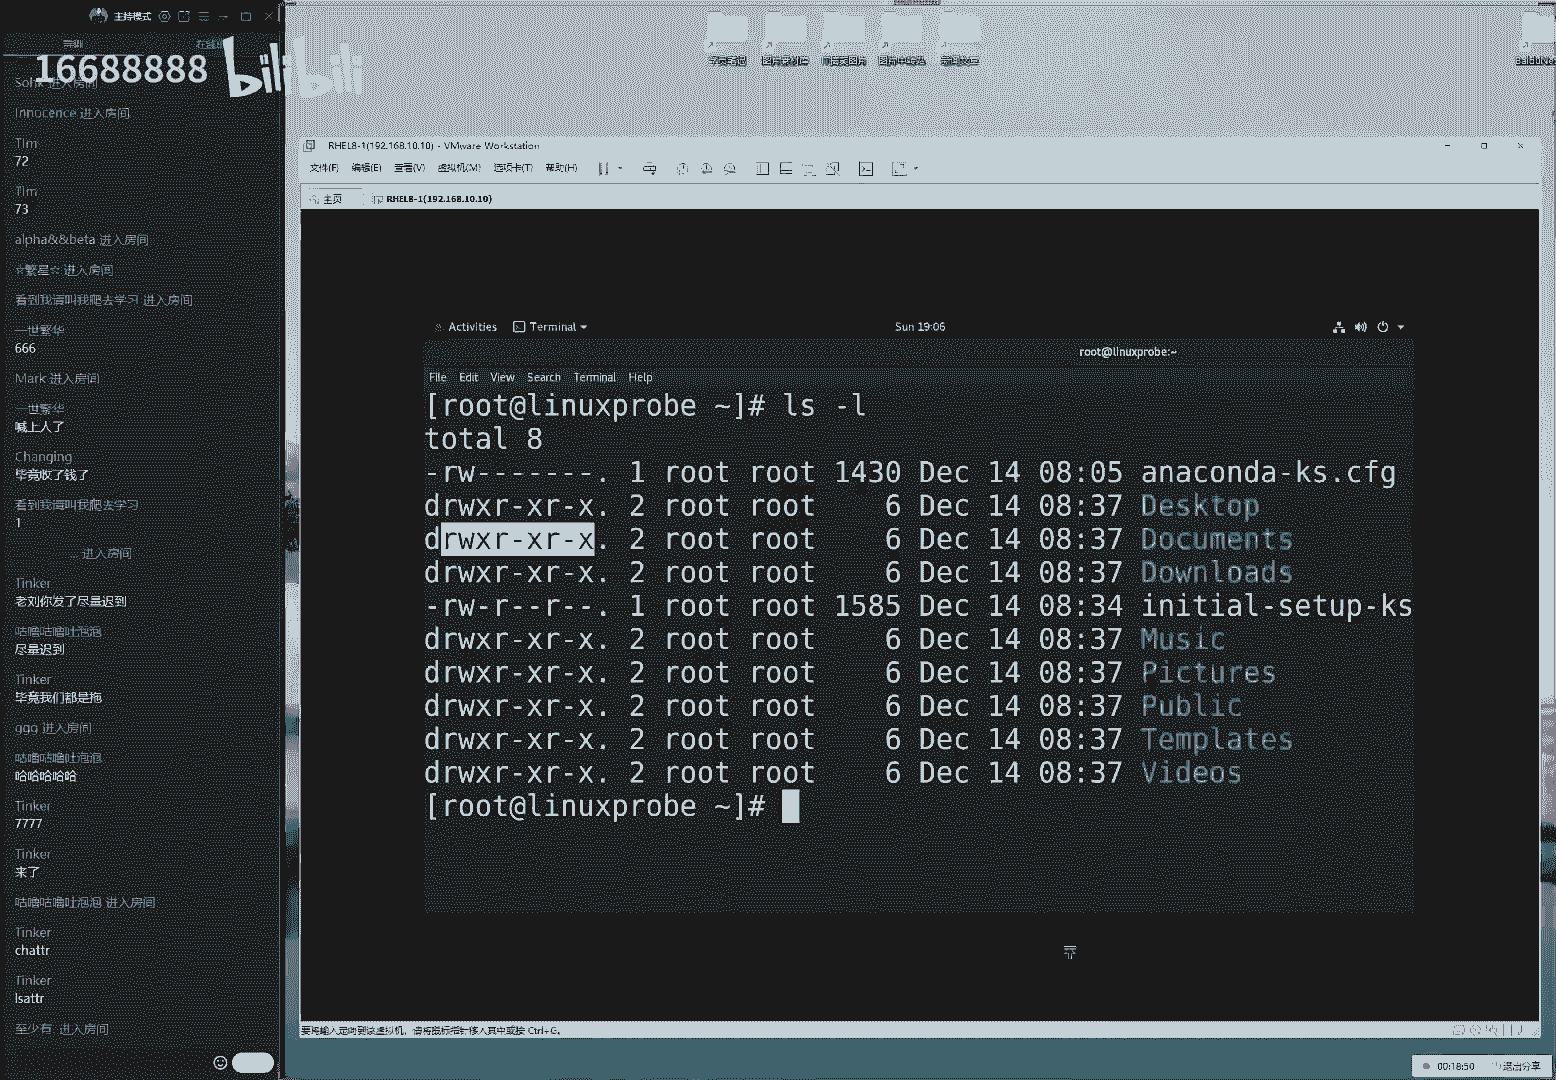 主持模式
16688888 bilibili
进入房间
Innocence 进入房间
TIm
72
TIm
73
alpha&&beta 进入房间
☆繁星☆ 进入房间
看到我请叫我爬去学习 进入房间
一世繁华
666
Mark 进入房间
一世繁华
喊上人了
Changing
毕竟收了钱了
看到我请叫我爬去学习
1
... 进入房间
Tinker
老刘你发了尽量迟到
咕噜咕噜吐泡泡
尽量迟到
Tinker
毕竟我们都是拖
ggg 进入房间
咕噜咕噜吐泡泡
哈哈哈哈哈
Tinker
7777
Tinker
来了
咕噜咕噜吐泡泡 进入房间
Tinker
chattr
Tinker
lsattr
至少有 进入房间
RHEL8-1(192.168.10.10) - VMware Workstation
文件(F) 编辑(E) 查看(V) 虚拟机(M) 选项卡(T) 帮助(H)
主页 RHEL8-1(192.168.10.10)
Activities Terminal Sun 19:06
root@linuxprobe:~
File Edit View Search Terminal Help
[root@linuxprobe ~]# ls -l
total 8
-rw-------. 1 root root 1430 Dec 14 08:05 anaconda-ks.cfg
drwxr-xr-x. 2 root root 6 Dec 14 08:37 Desktop
drwxr-xr-x. 2 root root 6 Dec 14 08:37 Documents
drwxr-xr-x. 2 root root 6 Dec 14 08:37 Downloads
-rw-r--r--. 1 root root 1585 Dec 14 08:34 initial-setup-ks
drwxr-xr-x. 2 root root 6 Dec 14 08:37 Music
drwxr-xr-x. 2 root root 6 Dec 14 08:37 Pictures
drwxr-xr-x. 2 root root 6 Dec 14 08:37 Public
drwxr-xr-x. 2 root root 6 Dec 14 08:37 Templates
drwxr-xr-x. 2 root root 6 Dec 14 08:37 Videos
[root@linuxprobe ~]#
要将输入定向到该虚拟机，请将鼠标指针移入其中或按 Ctrl+G。
00:18:50 退出分享